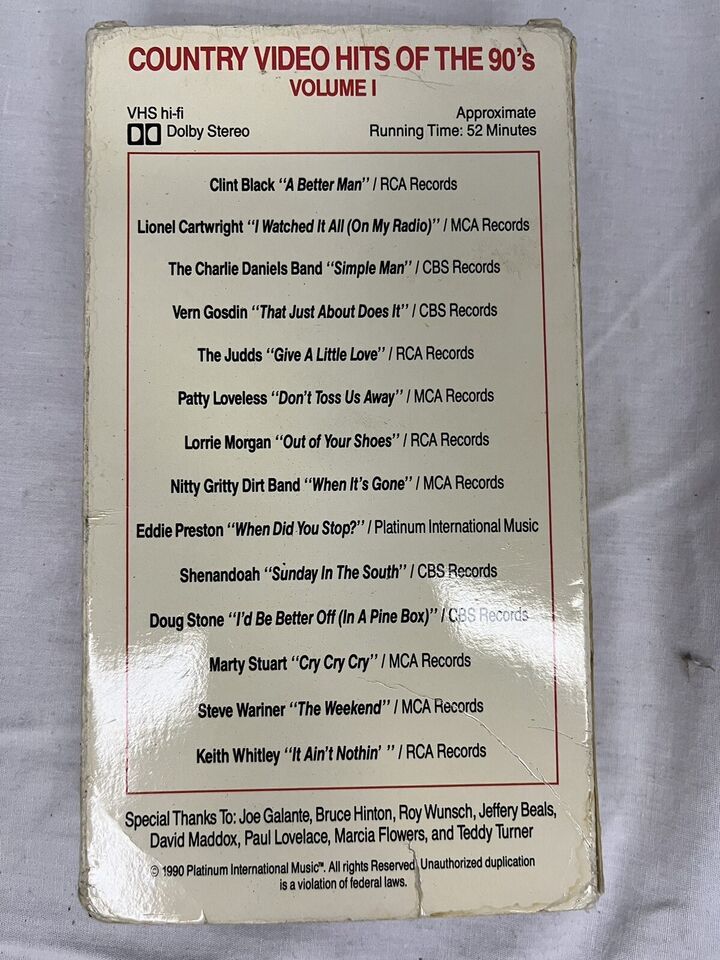 COUNTRY VIDEO HITS OF THE 90's
VOLUME I
VHS hi-fi
Dolby Stereo
Approximate
Running Time: 52 Minutes
Clint Black "A Better Man" / RCA Records
Lionel Cartwright "I Watched It All (On My Radio)" / MCA Records
The Charlie Daniels Band "Simple Man" / CBS Records
Vern Gosdin "That Just About Does It" / CBS Records
The Judds "Give A Little Love" / RCA Records
Patty Loveless "Don't Toss Us Away" / MCA Records
Lorrie Morgan "Out of Your Shoes" / RCA Records
Nitty Gritty Dirt Band "When It's Gone" / MCA Records
Eddie Preston "When Did You Stop?" / Platinum International Music
Shenandoah "Sunday In The South" / CBS Records
Doug Stone "I'd Be Better Off (In A Pine Box)" / CBS Records
Marty Stuart "Cry Cry Cry" / MCA Records
Steve Wariner "The Weekend" / MCA Records
Keith Whitley "It Ain't Nothin' " / RCA Records
Special Thanks To: Joe Galante, Bruce Hinton, Roy Wunsch, Jeffery Beals,
David Maddox, Paul Lovelace, Marcia Flowers, and Teddy Turner
© 1990 Platinum International Music™. All rights Reserved. Unauthorized duplication
is a violation of federal laws.